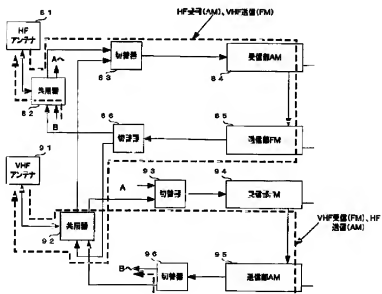 HF受信(AM)、VHF送信(FM)
81
HF
アンテナ
Aへ
切替器
83
受信部AM
84
共用器
82
B
86
切替器
85
送信部FM
91
VHF
アンテナ
A
93
切替器
94
受信部FM
共用器
92
VHF受信(FM)、HF
送信(AM)
96
Bへ
切替器
95
送信部AM